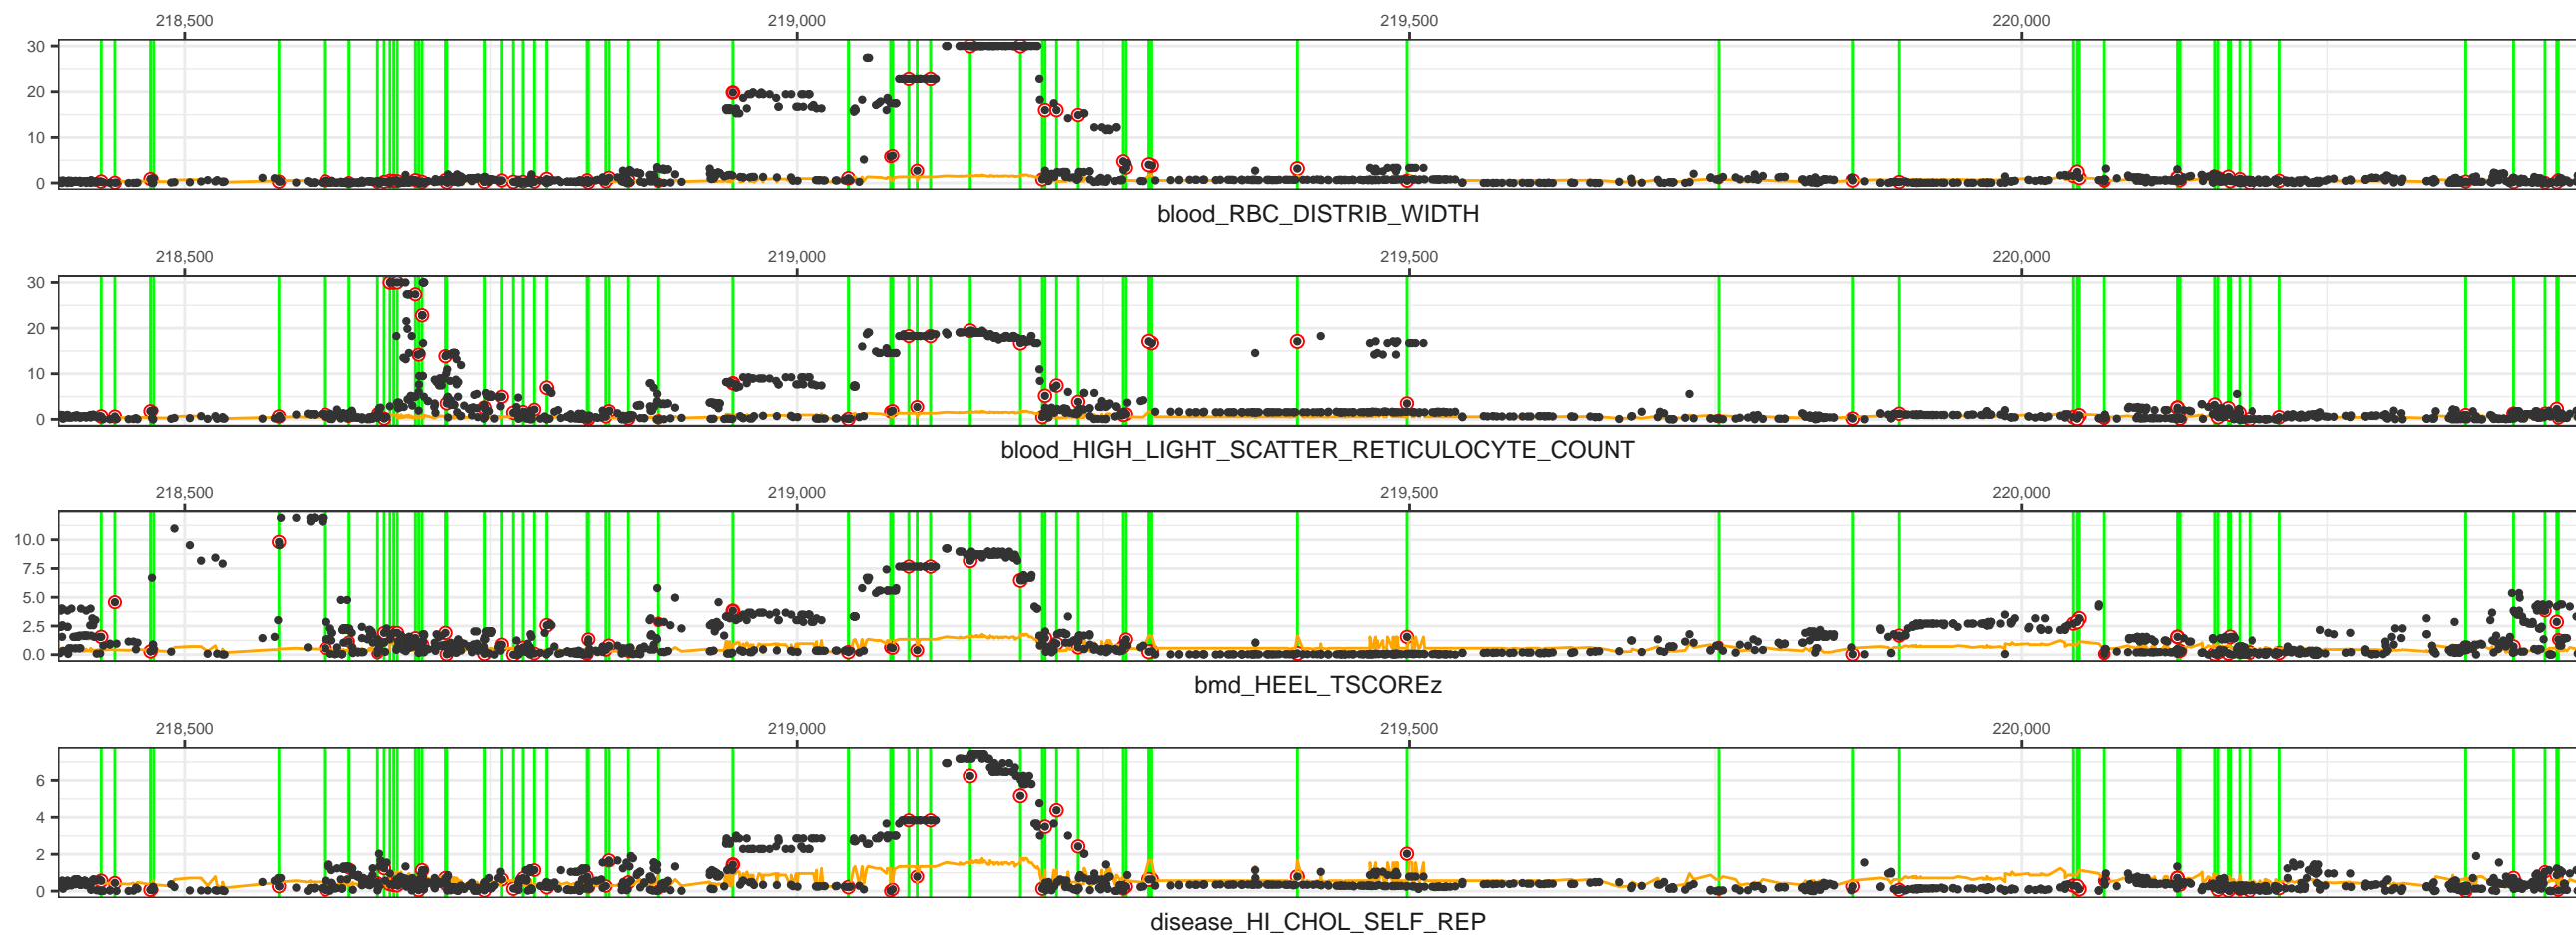 218,500 219,000 219,500 220,000
30
20
10
0
blood_RBC_DISTRIB_WIDTH
218,500 219,000 219,500 220,000
30
20
10
0
blood_HIGH_LIGHT_SCATTER_RETICULOCYTE_COUNT
218,500 219,000 219,500 220,000
10.0
7.5
5.0
2.5
0.0
bmd_HEEL_TSCOREz
218,500 219,000 219,500 220,000
6
4
2
0
disease_HI_CHOL_SELF_REP